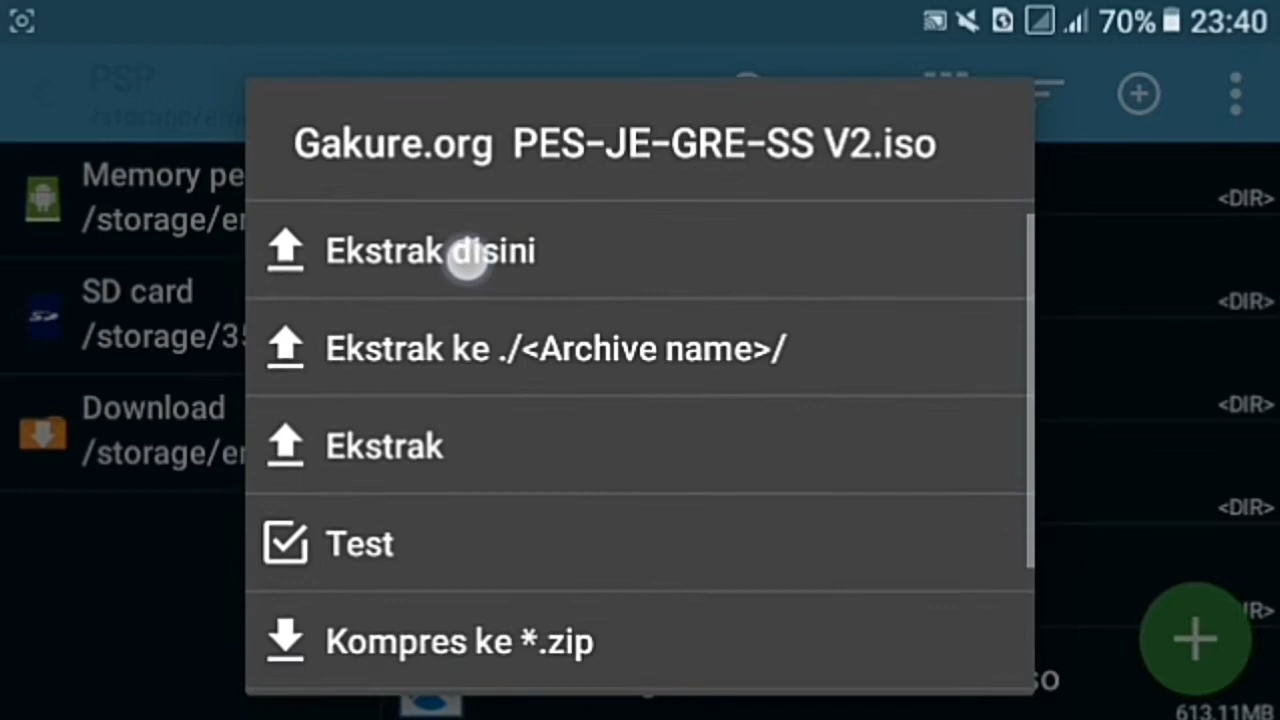 70% 23:40
PSP
Gakure.org PES-JE-GRE-SS V2.iso
Memory pe
/storage/er
<DIR>
Ekstrak disini
SD card
/storage/3
<DIR>
Ekstrak ke ./<Archive name>/
Download
/storage/er
<DIR>
Ekstrak
<DIR>
Test
Kompres ke *.zip
613.11MB